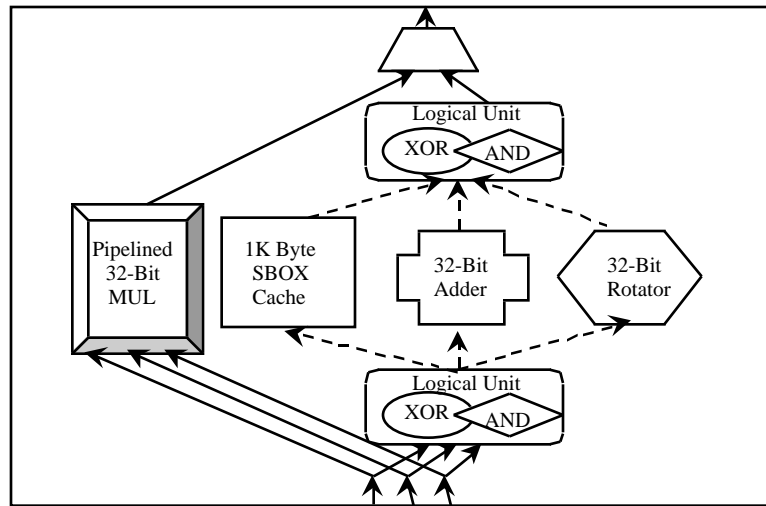 Logical Unit
XOR
AND
Pipelined
32-Bit
MUL
1K Byte
SBOX
Cache
32-Bit
Adder
32-Bit
Rotator
Logical Unit
XOR
AND